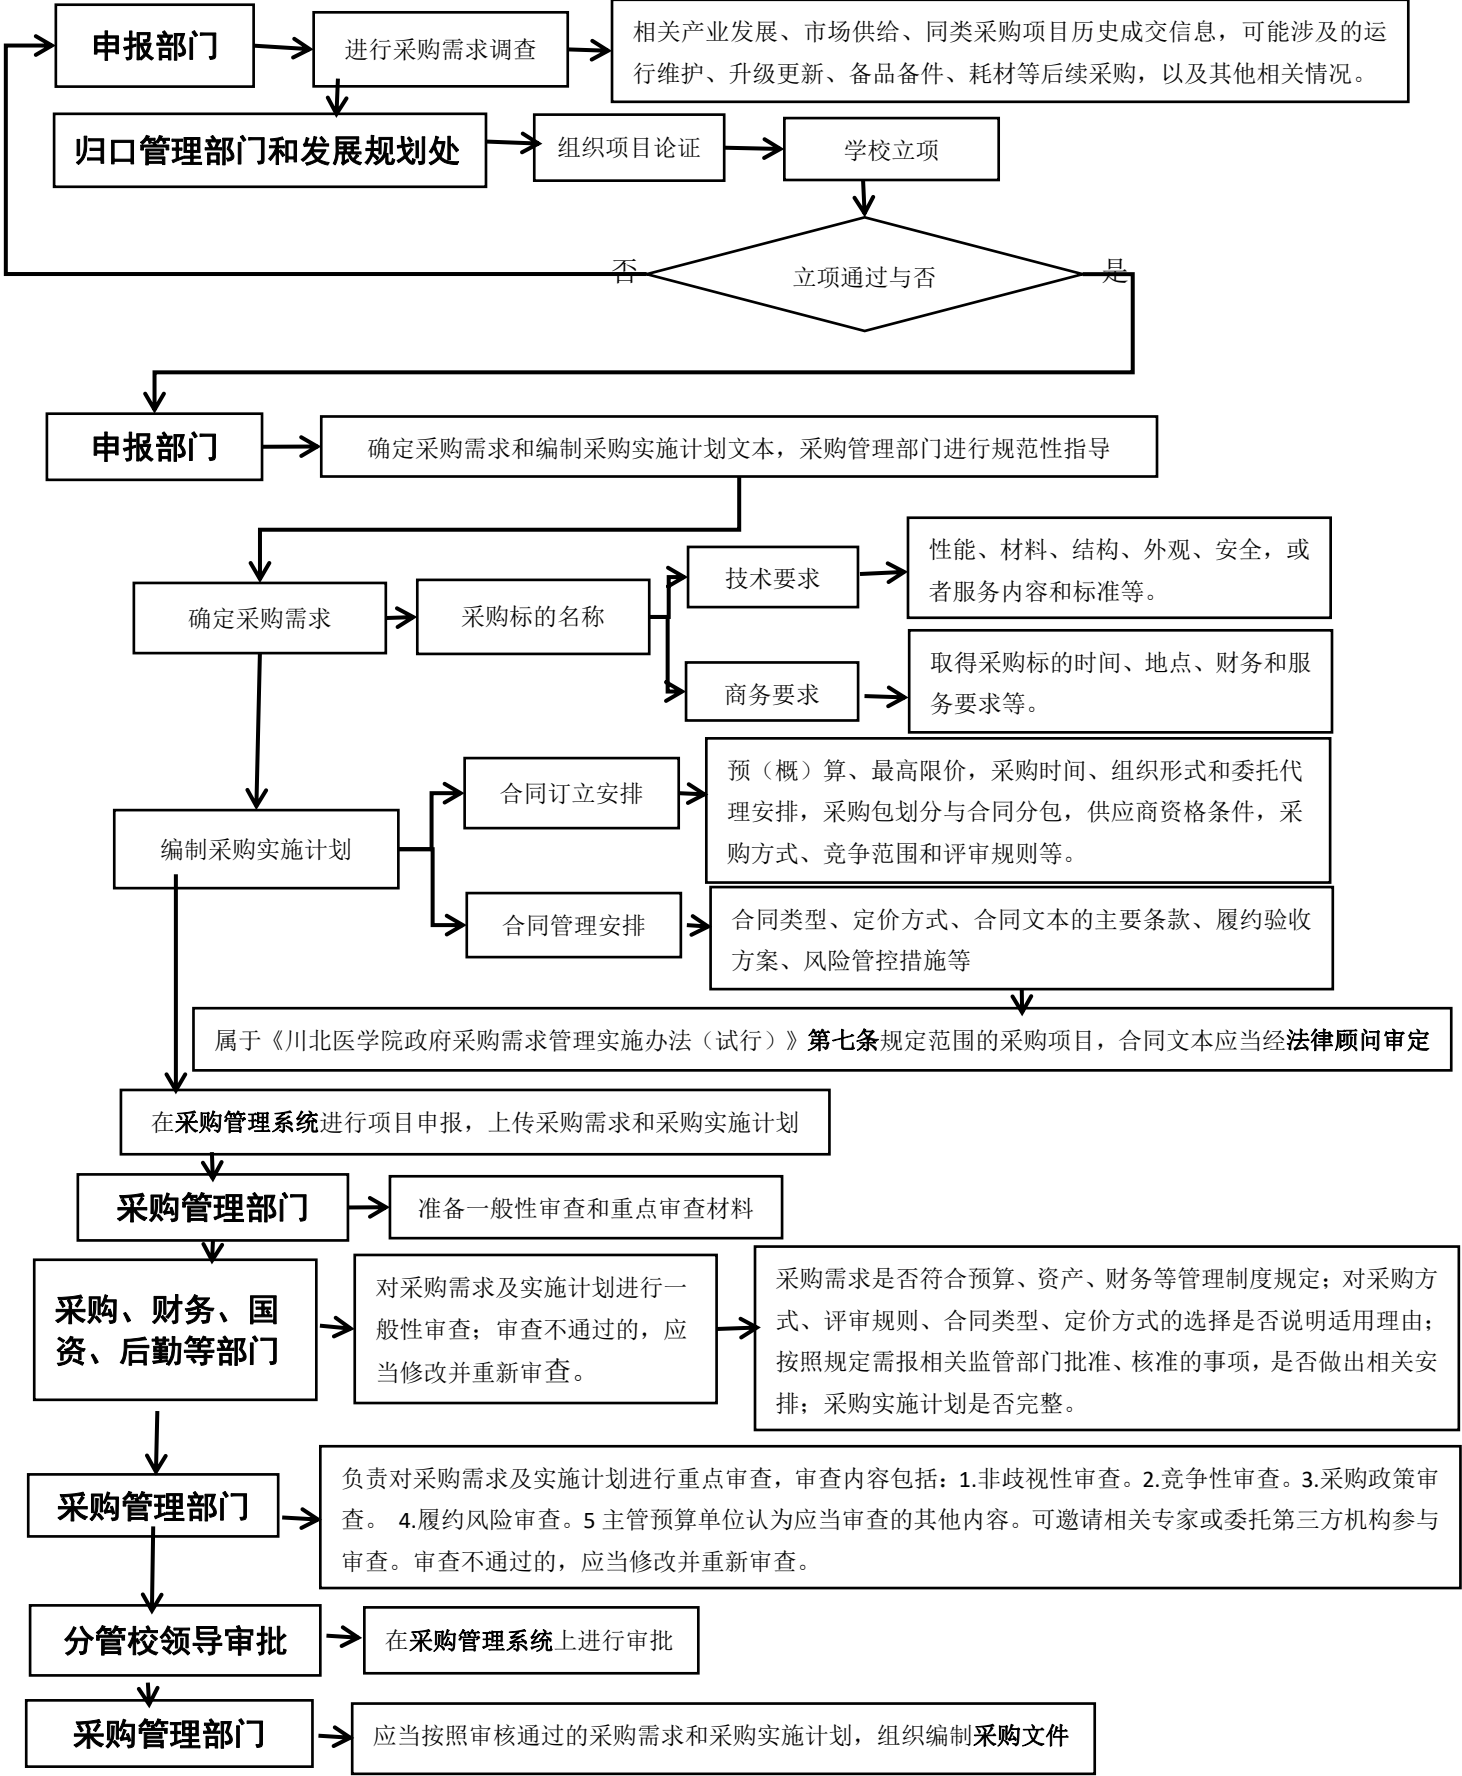 申报部门
进行采购需求调查
相关产业发展、市场供给、同类采购项目历史成交信息，可能涉及的运
行维护、升级更新、备品备件、耗材等后续采购，以及其他相关情况。
归口管理部门和发展规划处
组织项目论证
学校立项
否
立项通过与否
是
申报部门
确定采购需求和编制采购实施计划文本，采购管理部门进行规范性指导
确定采购需求
采购标的名称
技术要求
性能、材料、结构、外观、安全，或
者服务内容和标准等。
商务要求
取得采购标的时间、地点、财务和服
务要求等。
编制采购实施计划
合同订立安排
预（概）算、最高限价，采购时间、组织形式和委托代
理安排，采购包划分与合同分包，供应商资格条件，采
购方式、竞争范围和评审规则等。
合同管理安排
合同类型、定价方式、合同文本的主要条款、履约验收
方案、风险管控措施等
属于《川北医学院政府采购需求管理实施办法（试行）》第七条规定范围的采购项目，合同文本应当经法律顾问审定
在采购管理系统进行项目申报，上传采购需求和采购实施计划
采购管理部门
准备一般性审查和重点审查材料
采购、财务、国
资、后勤等部门
对采购需求及实施计划进行一
般性审查；审查不通过的，应
当修改并重新审查。
采购需求是否符合预算、资产、财务等管理制度规定；对采购方
式、评审规则、合同类型、定价方式的选择是否说明适用理由；
按照规定需报相关监管部门批准、核准的事项，是否做出相关安
排；采购实施计划是否完整。
采购管理部门
负责对采购需求及实施计划进行重点审查，审查内容包括：1.非歧视性审查。2.竞争性审查。3.采购政策审
查。 4.履约风险审查。5 主管预算单位认为应当审查的其他内容。可邀请相关专家或委托第三方机构参与
审查。审查不通过的，应当修改并重新审查。
分管校领导审批
在采购管理系统上进行审批
采购管理部门
应当按照审核通过的采购需求和采购实施计划，组织编制采购文件